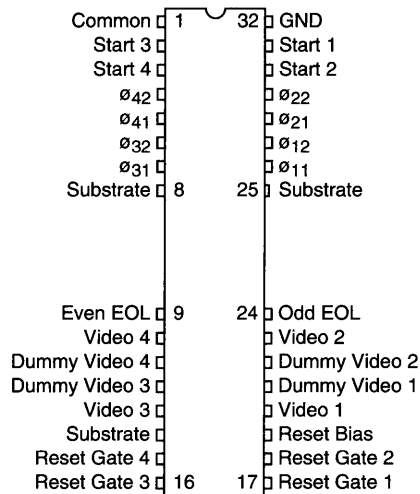 Common 1 32 GND
Start 3 Start 1
Start 4 Start 2
ø42 ø22
ø41 ø21
ø32 ø12
ø31 ø11
Substrate 8 25 Substrate
Even EOL 9 24 Odd EOL
Video 4 Video 2
Dummy Video 4 Dummy Video 2
Dummy Video 3 Dummy Video 1
Video 3 Video 1
Substrate Reset Bias
Reset Gate 4 Reset Gate 2
Reset Gate 3 16 17 Reset Gate 1